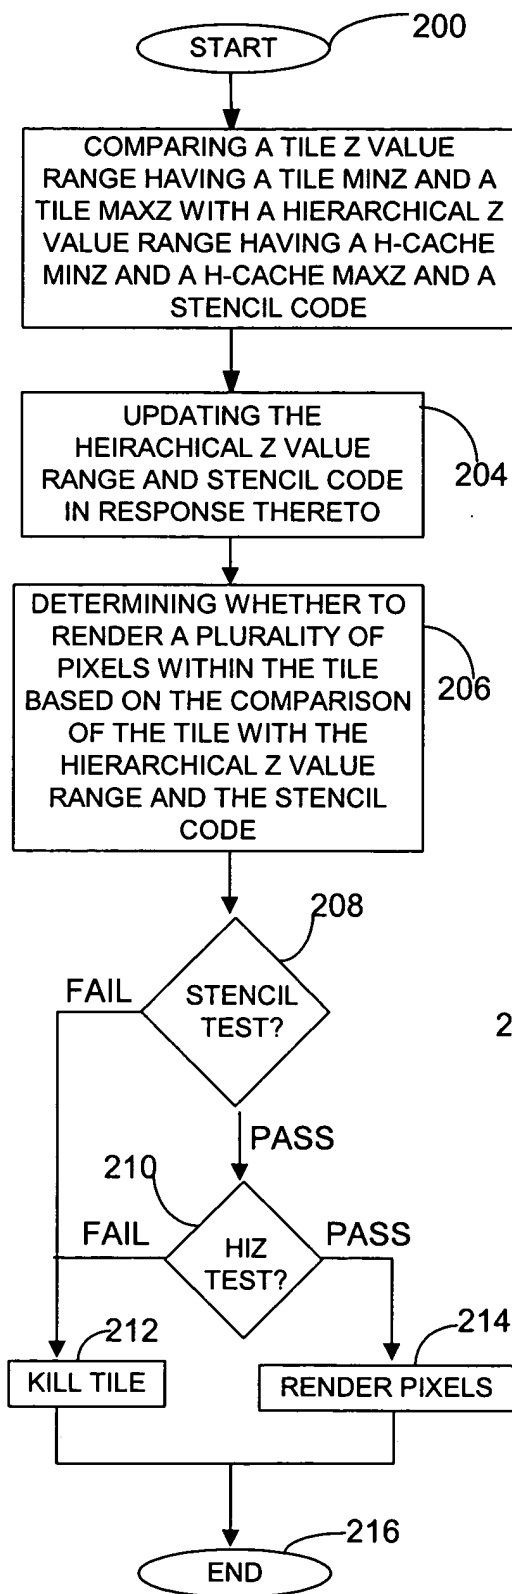 200
START
COMPARING A TILE Z VALUE
RANGE HAVING A TILE MINZ AND A
TILE MAXZ WITH A HIERARCHICAL Z
VALUE RANGE HAVING A H-CACHE
MINZ AND A H-CACHE MAXZ AND A
STENCIL CODE
UPDATING THE
HEIRACHICAL Z VALUE
RANGE AND STENCIL CODE
IN RESPONSE THERETO
204
DETERMINING WHETHER TO
RENDER A PLURALITY OF
PIXELS WITHIN THE TILE
BASED ON THE COMPARISON
OF THE TILE WITH THE
HIERARCHICAL Z VALUE
RANGE AND THE STENCIL
CODE
206
208
FAIL
STENCIL
TEST?
2
PASS
210
FAIL
HIZ
TEST?
PASS
212
KILL TILE
214
RENDER PIXELS
216
END